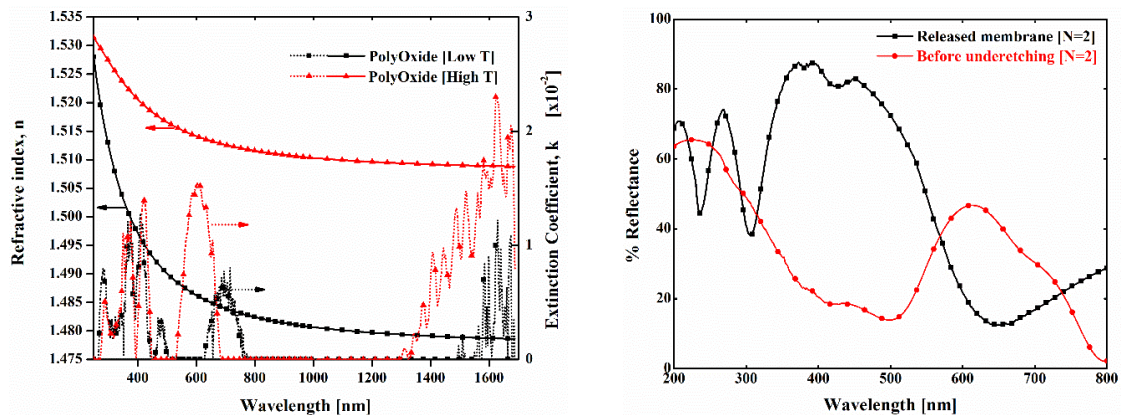 1.535
1.530
1.525
1.520
1.515
1.510
1.505
1.500
1.495
1.490
1.485
1.480
1.475
Refractive index, n
PolyOxide [Low T]
PolyOxide [High T]
3
2
1
0
Extinction Coefficient, k [x10-2]
400 600 800 1000 1200 1400 1600
Wavelength [nm]
100
80
60
40
20
0
% Reflectance
Released membrane [N=2]
Before underetching [N=2]
200 300 400 500 600 700 800
Wavelength [nm]